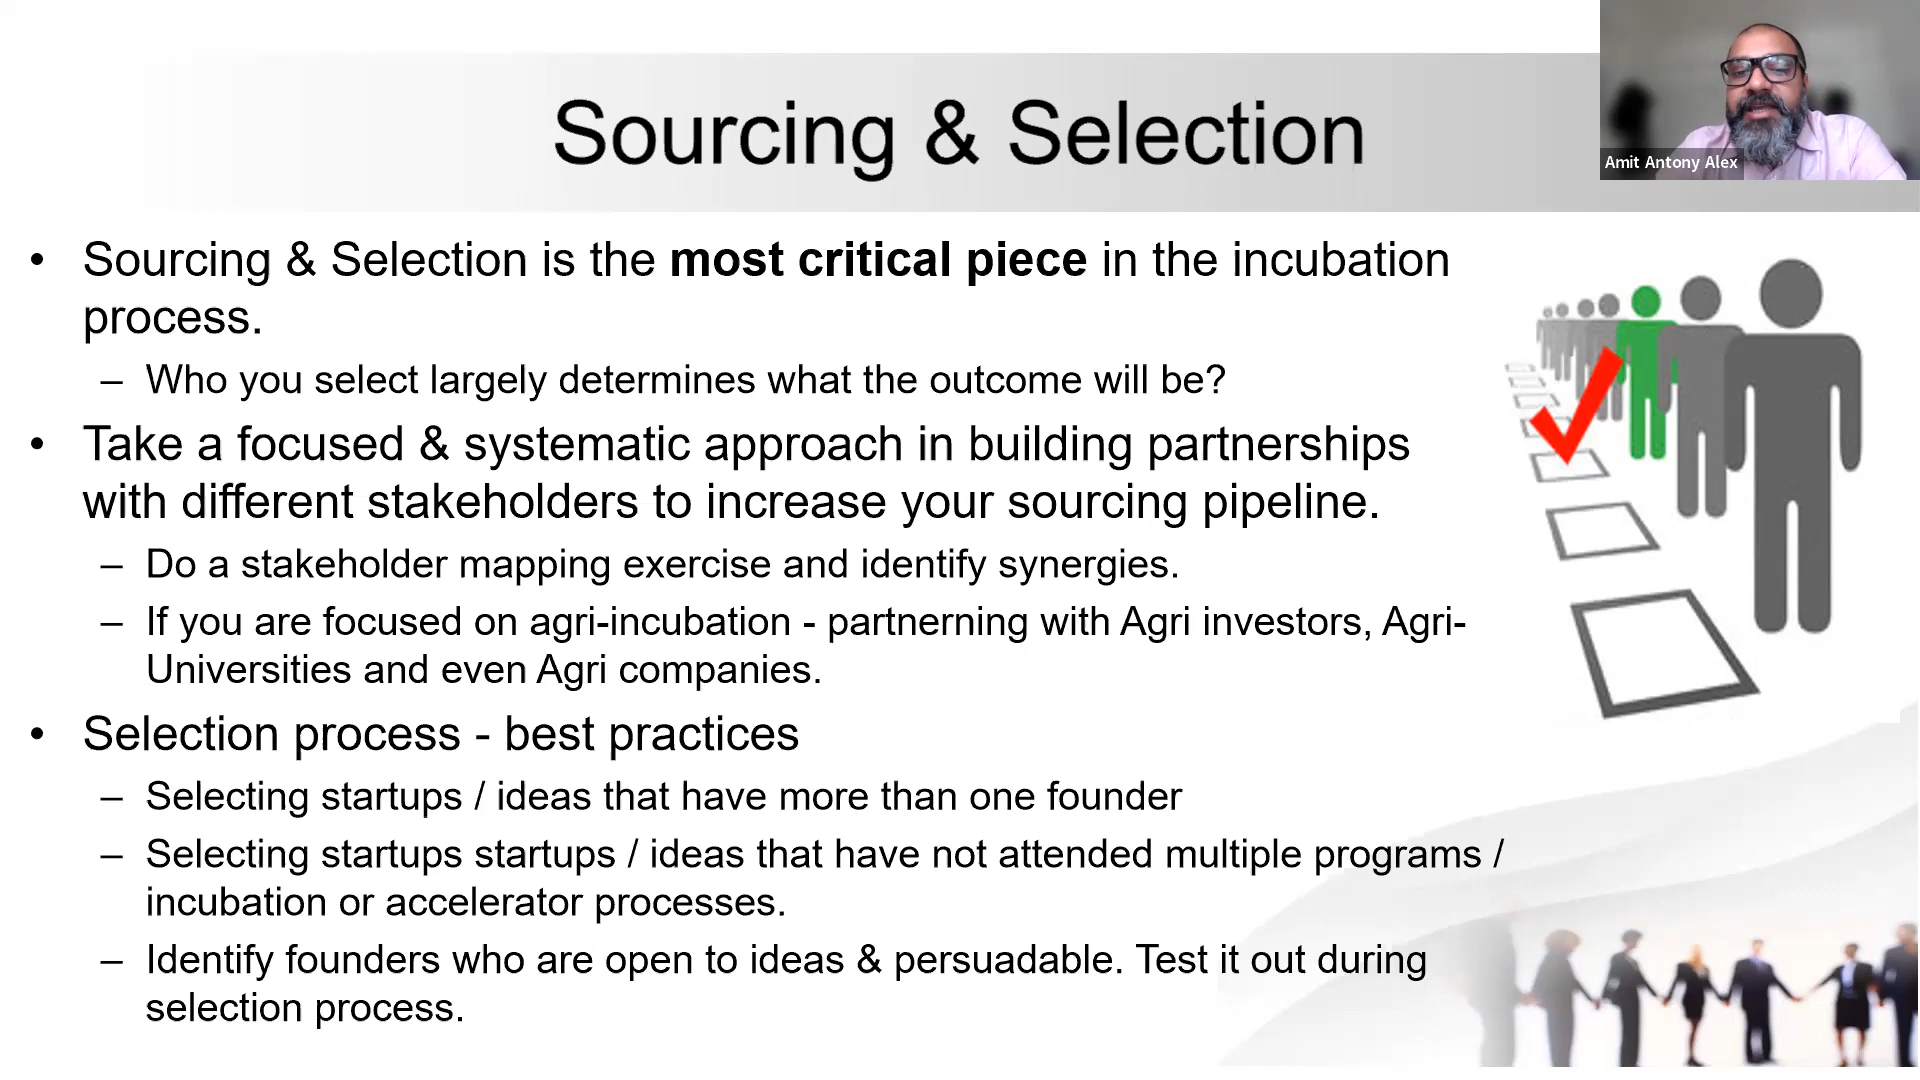 Sourcing & Selection
Amit Antony Alex
• Sourcing & Selection is the most critical piece in the incubation
process.
– Who you select largely determines what the outcome will be?
• Take a focused & systematic approach in building partnerships
with different stakeholders to increase your sourcing pipeline.
– Do a stakeholder mapping exercise and identify synergies.
– If you are focused on agri-incubation - partnerning with Agri investors, Agri-
Universities and even Agri companies.
• Selection process - best practices
– Selecting startups / ideas that have more than one founder
– Selecting startups startups / ideas that have not attended multiple programs /
incubation or accelerator processes.
– Identify founders who are open to ideas & persuadable. Test it out during
selection process.